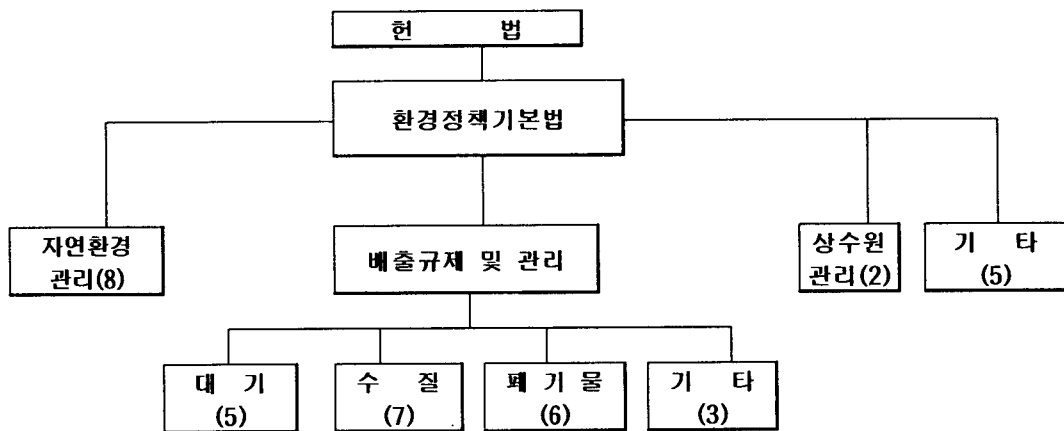 헌 법
환경정책기본법
자연환경
관리(8)
배출규제 및 관리
상수원
관리(2)
기 타
(5)
대 기
(5)
수 질
(7)
폐 기 물
(6)
기 타
(3)